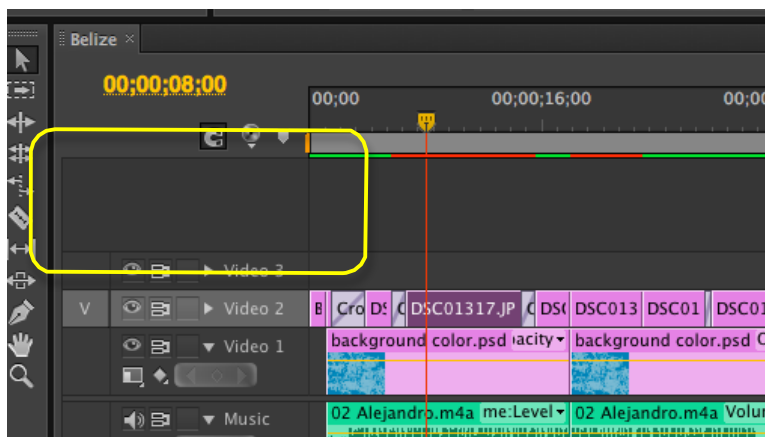 Belize
00;00;08;00
00;00 00;00;16;00 00;00
Video 3
V Video 2 B Cro DS C DSC01317.JP C DS( DSC013 DSC01 DSC01
Video 1 background color.psd acity background color.psd O
Music 02 Alejandro.m4a me:Level 02 Alejandro.m4a Volu